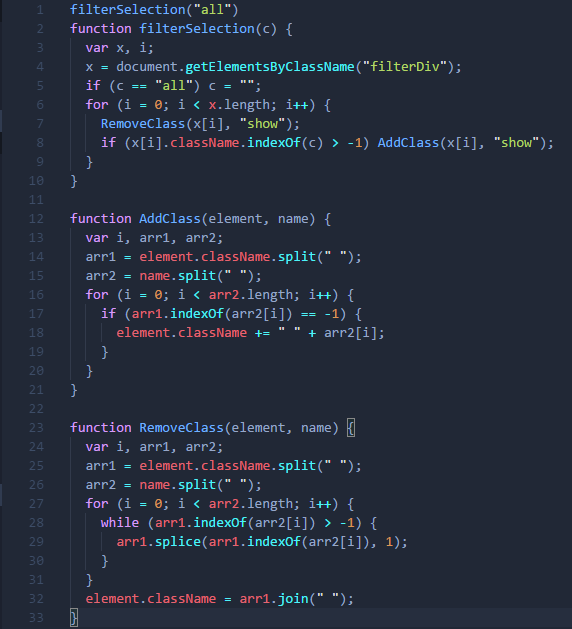 1 filterSelection("all")
2 function filterSelection(c) {
3   var x, i;
4   x = document.getElementsByClassName("filterDiv");
5   if (c == "all") c = "";
6   for (i = 0; i < x.length; i++) {
7     RemoveClass(x[i], "show");
8     if (x[i].className.indexOf(c) > -1) AddClass(x[i], "show");
9   }
10 }
11
12 function AddClass(element, name) {
13   var i, arr1, arr2;
14   arr1 = element.className.split(" ");
15   arr2 = name.split(" ");
16   for (i = 0; i < arr2.length; i++) {
17     if (arr1.indexOf(arr2[i]) == -1) {
18       element.className += " " + arr2[i];
19     }
20   }
21 }
22
23 function RemoveClass(element, name) {
24   var i, arr1, arr2;
25   arr1 = element.className.split(" ");
26   arr2 = name.split(" ");
27   for (i = 0; i < arr2.length; i++) {
28     while (arr1.indexOf(arr2[i]) > -1) {
29       arr1.splice(arr1.indexOf(arr2[i]), 1);
30     }
31   }
32   element.className = arr1.join(" ");
33 }